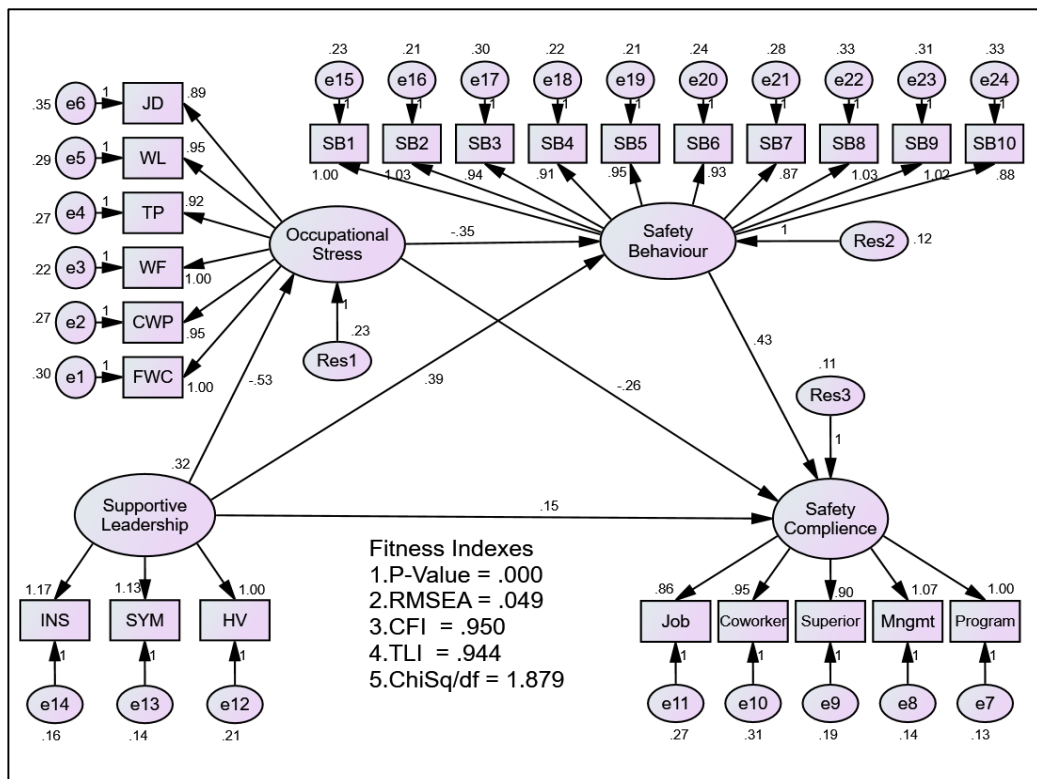 .23 .21 .30 .22 .21 .24 .28 .33 .31 .33
e15 e16 e17 e18 e19 e20 e21 e22 e23 e24
1 1 1 1 1 1 1 1 1 1
SB1 SB2 SB3 SB4 SB5 SB6 SB7 SB8 SB9 SB10
1.00 1.03 .94 .91 .95 .93 .87 1.03 1.02 .88
.35 e6 1 JD .89
.29 e5 1 WL .95
.27 e4 1 TP .92
.22 e3 1 WF 1.00
.27 e2 1 CWP .95
.30 e1 1 FWC 1.00
Occupational
Stress
-.35
Safety
Behaviour
1 Res2 .12
1
.23
Res1
-.53
.39
-.26
.43
.11
Res3
1
.32
Supportive
Leadership
.15
Safety
Complience
1.17 1.13 1.00
INS SYM HV
1 1 1
e14 e13 e12
.16 .14 .21
Fitness Indexes
1.P-Value = .000
2.RMSEA = .049
3.CFI = .950
4.TLI = .944
5.ChiSq/df = 1.879
.86 .95 .90 1.07 1.00
Job Coworker Superior Mngmt Program
1 1 1 1 1
e11 e10 e9 e8 e7
.27 .31 .19 .14 .13